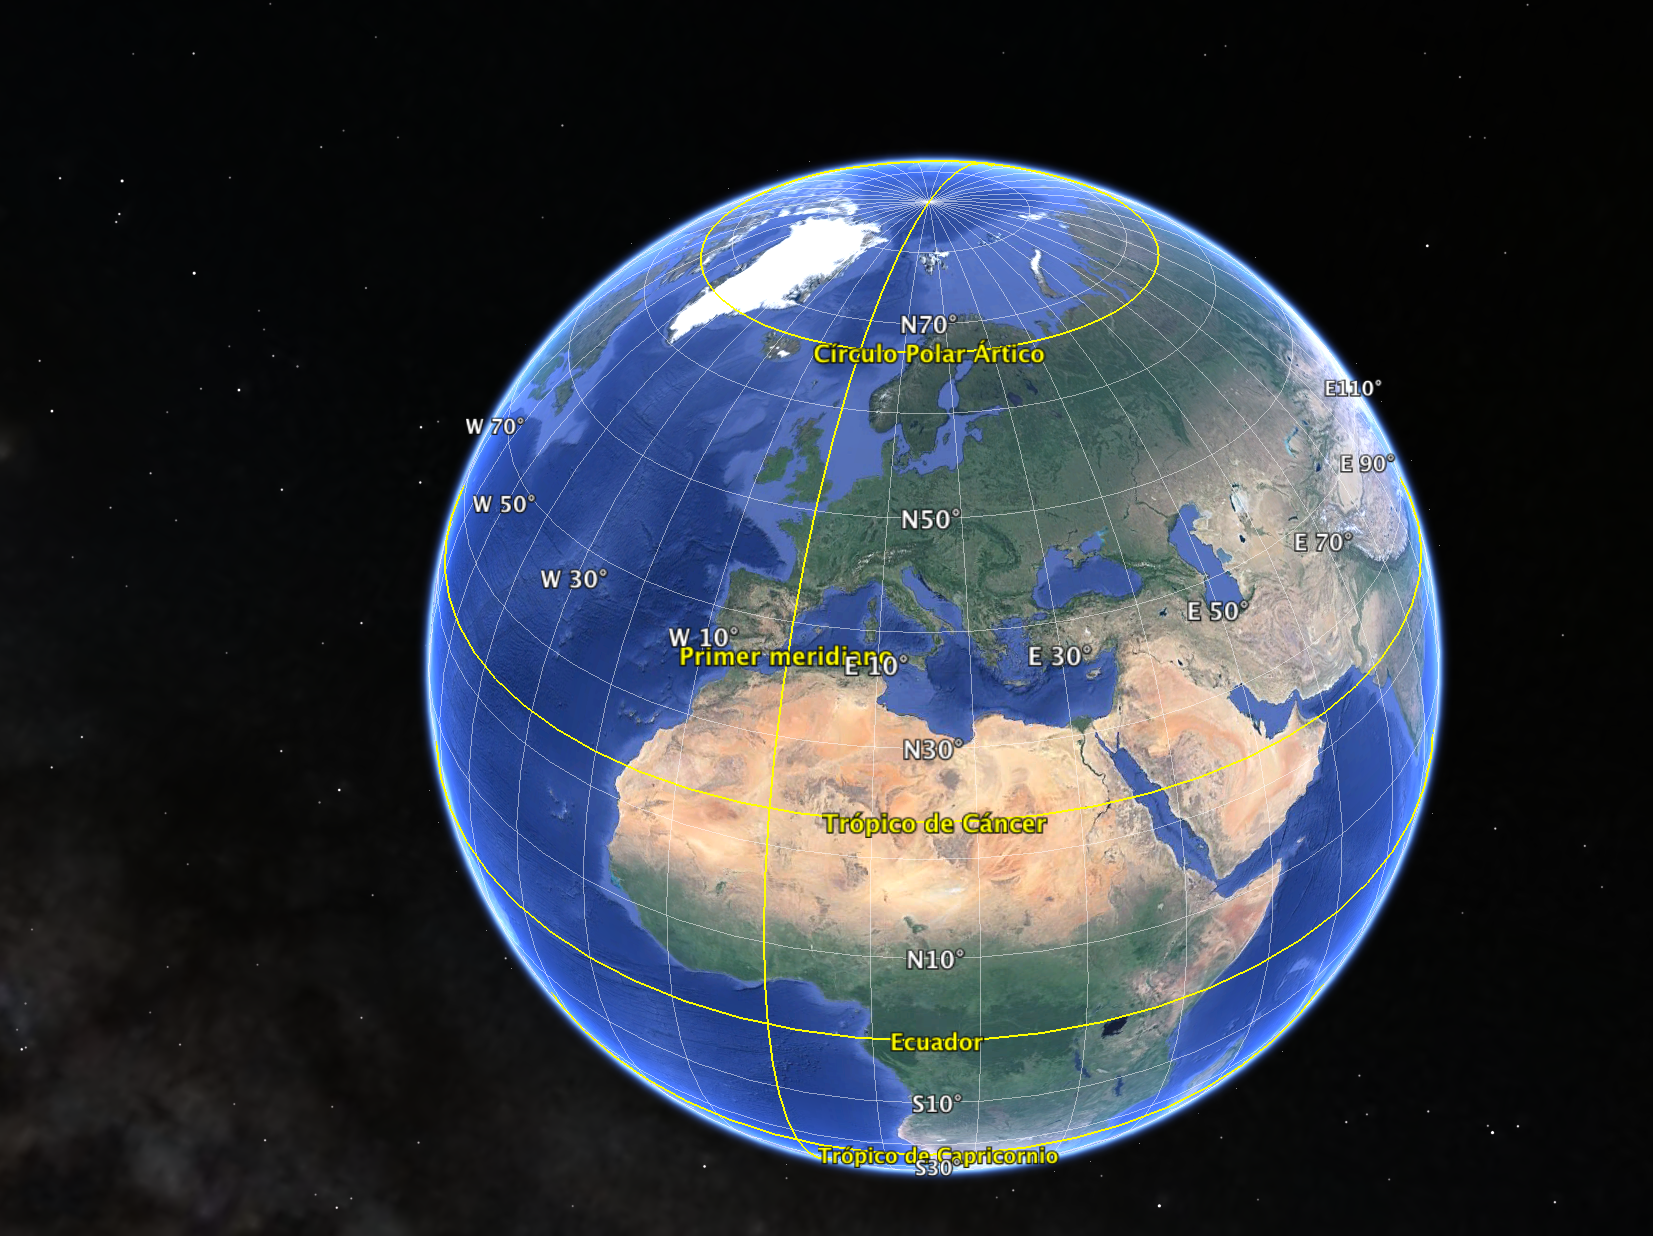 N70°
Círculo Polar Ártico
E110°
W 70°
E 90°
W 50°
N50°
E 70°
W 30°
E 50°
W 10°
Primer meridiano
E 10°
E 30°
N30°
Trópico de Cáncer
N10°
Ecuador
S10°
Trópico de Capricornio
S30°